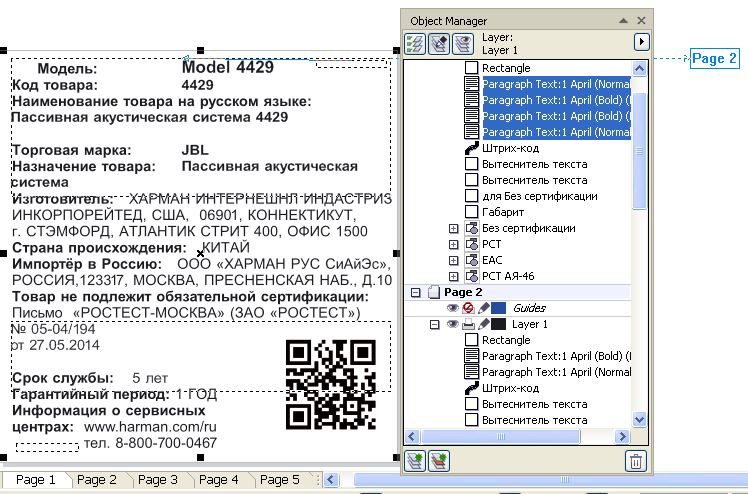 Object Manager
Layer:
Layer 1
Page 2
Модель: Model 4429
Код товара: 4429
Наименование товара на русском языке:
Пассивная акустическая система 4429
Торговая марка: JBL
Назначение товара: Пассивная акустическая
система
Изготовитель: ХАРМАН ИНТЕРНЕШНЛ ИНДАСТРИЗ
ИНКОРПОРЕЙТЕД, США, 06901, КОННЕКТИКУТ,
г. СТЭМФОРД, АТЛАНТИК СТРИТ 400, ОФИС 1500
Страна происхождения: КИТАЙ
Импортёр в Россию: ООО «ХАРМАН РУС СиАйЭс»,
РОССИЯ,123317, МОСКВА, ПРЕСНЕНСКАЯ НАБ., Д.10
Товар не подлежит обязательной сертификации:
Письмо «РОСТЕСТ-МОСКВА» (ЗАО «РОСТЕСТ»)
№ 05-04/194
от 27.05.2014
Срок службы: 5 лет
Гарантийный период: 1 ГОД
Информация о сервисных
центрах: www.harman.com/ru
тел. 8-800-700-0467
Rectangle
Paragraph Text:1 April (Norma
Paragraph Text:1 April (Bold) (
Paragraph Text:1 April (Bold) (
Paragraph Text:1 April (Norma
Штрих-код
Вытеснитель текста
Вытеснитель текста
для Без сертификации
Габарит
Без сертификации
РСТ
ЕАС
РСТ АЯ-46
Page 2
Guides
Layer 1
Rectangle
Paragraph Text:1 April (Bold) (
Paragraph Text:1 April (Norma
Штрих-код
Вытеснитель текста
Вытеснитель текста
Page 1 Page 2 Page 3 Page 4 Page 5